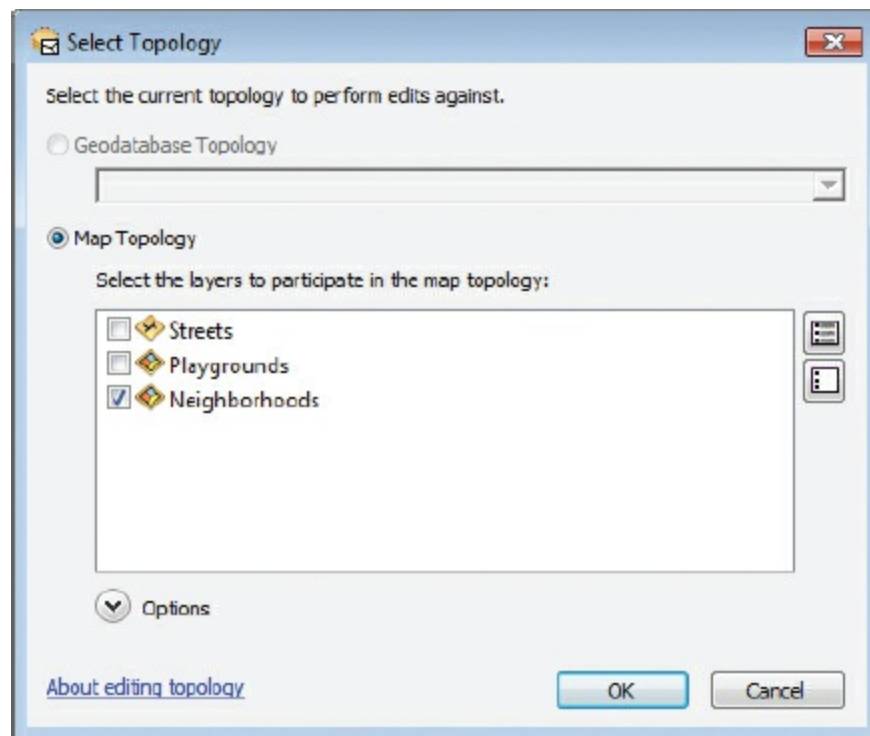 Select Topology
Select the current topology to perform edits against.
Geodatabase Topology
Map Topology
Select the layers to participate in the map topology:
Streets
Playgrounds
Neighborhoods
Options
About editing topology
OK
Cancel